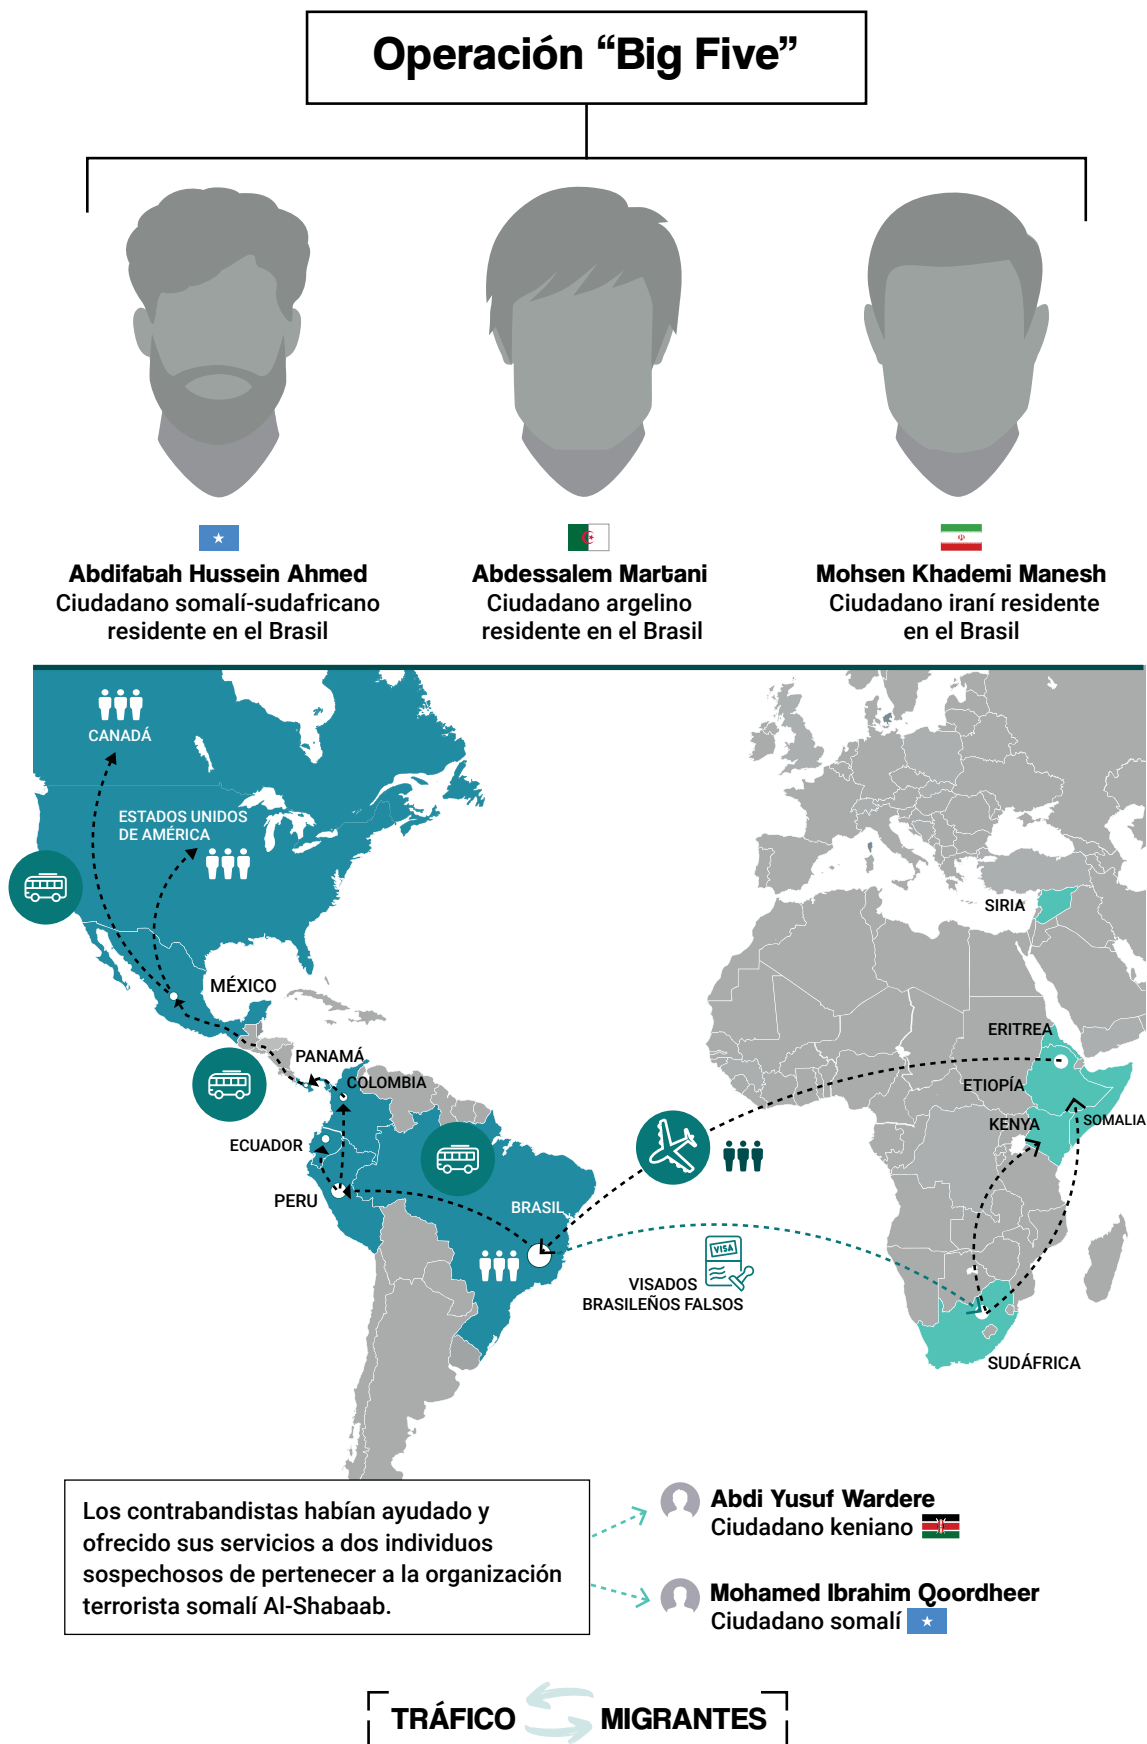 Operación “Big Five”
Abdifatah Hussein Ahmed
Ciudadano somalí-sudafricano
residente en el Brasil
Abdessalem Martani
Ciudadano argelino
residente en el Brasil
Mohsen Khademi Manesh
Ciudadano iraní residente
en el Brasil
CANADÁ
ESTADOS UNIDOS
DE AMÉRICA
SIRIA
MÉXICO
ERITREA
PANAMÁ
COLOMBIA
ETIOPÍA
KENYA
SOMALIA
ECUADOR
PERU
BRASIL
VISA
VISADOS
BRASILEÑOS FALSOS
SUDÁFRICA
Los contrabandistas habían ayudado y
ofrecido sus servicios a dos individuos
sospechosos de pertenecer a la organización
terrorista somalí Al-Shabaab.
Abdi Yusuf Wardere
Ciudadano keniano
Mohamed Ibrahim Qoordheer
Ciudadano somalí
TRÁFICO MIGRANTES